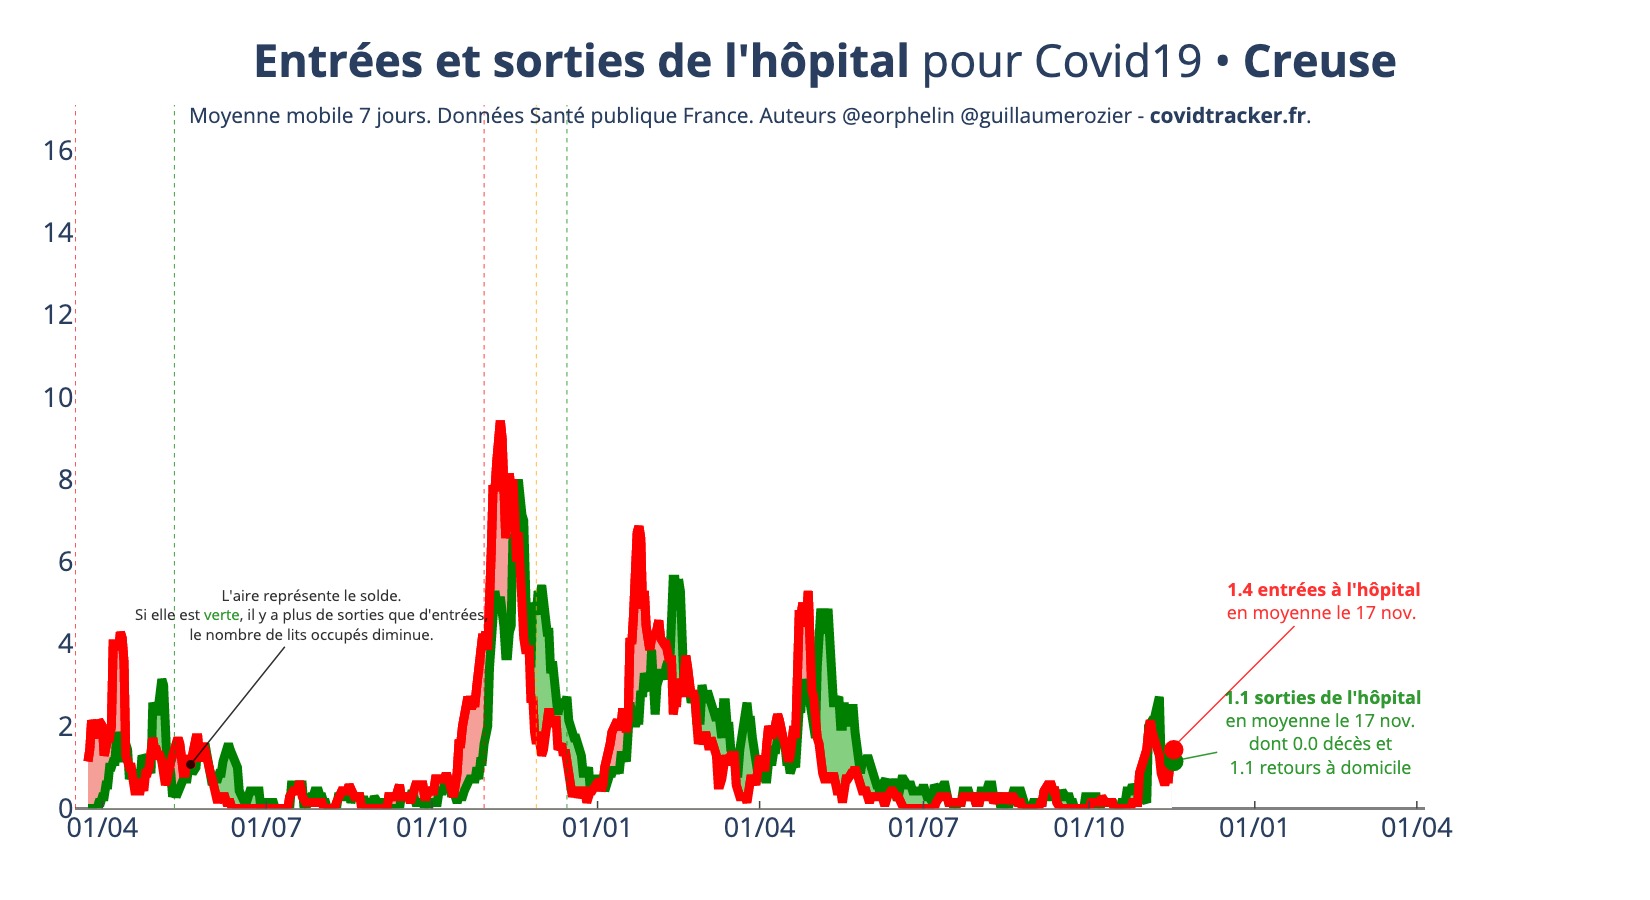 Entrées et sorties de l'hôpital pour Covid19 • Creuse
Moyenne mobile 7 jours. Données Santé publique France. Auteurs @eorphelin @guillaumerozier - covidtracker.fr.
16
14
12
10
8
6
4
2
0
L'aire représente le solde.
Si elle est verte, il y a plus de sorties que d'entrées,
le nombre de lits occupés diminue.
1.4 entrées à l'hôpital
en moyenne le 17 nov.
1.1 sorties de l'hôpital
en moyenne le 17 nov.
dont 0.0 décès et
1.1 retours à domicile
01/04 01/07 01/10 01/01 01/04 01/07 01/10 01/01 01/04